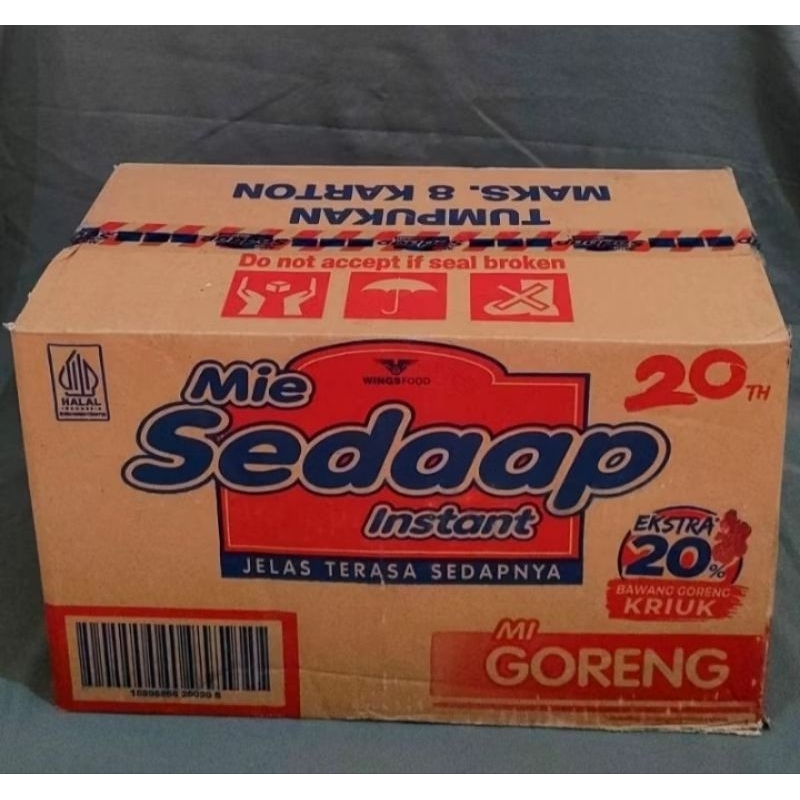 TUMPUKAN
MAKS. 8 KARTON
Do not accept if seal broken
HALAL
INDONESIA
WINGSFOOD
20TH
Mie
Sedaap
Instant
JELAS TERASA SEDAPNYA
EKSTRA
20%
BAWANG GORENG
KRIUK
MI
GORENG